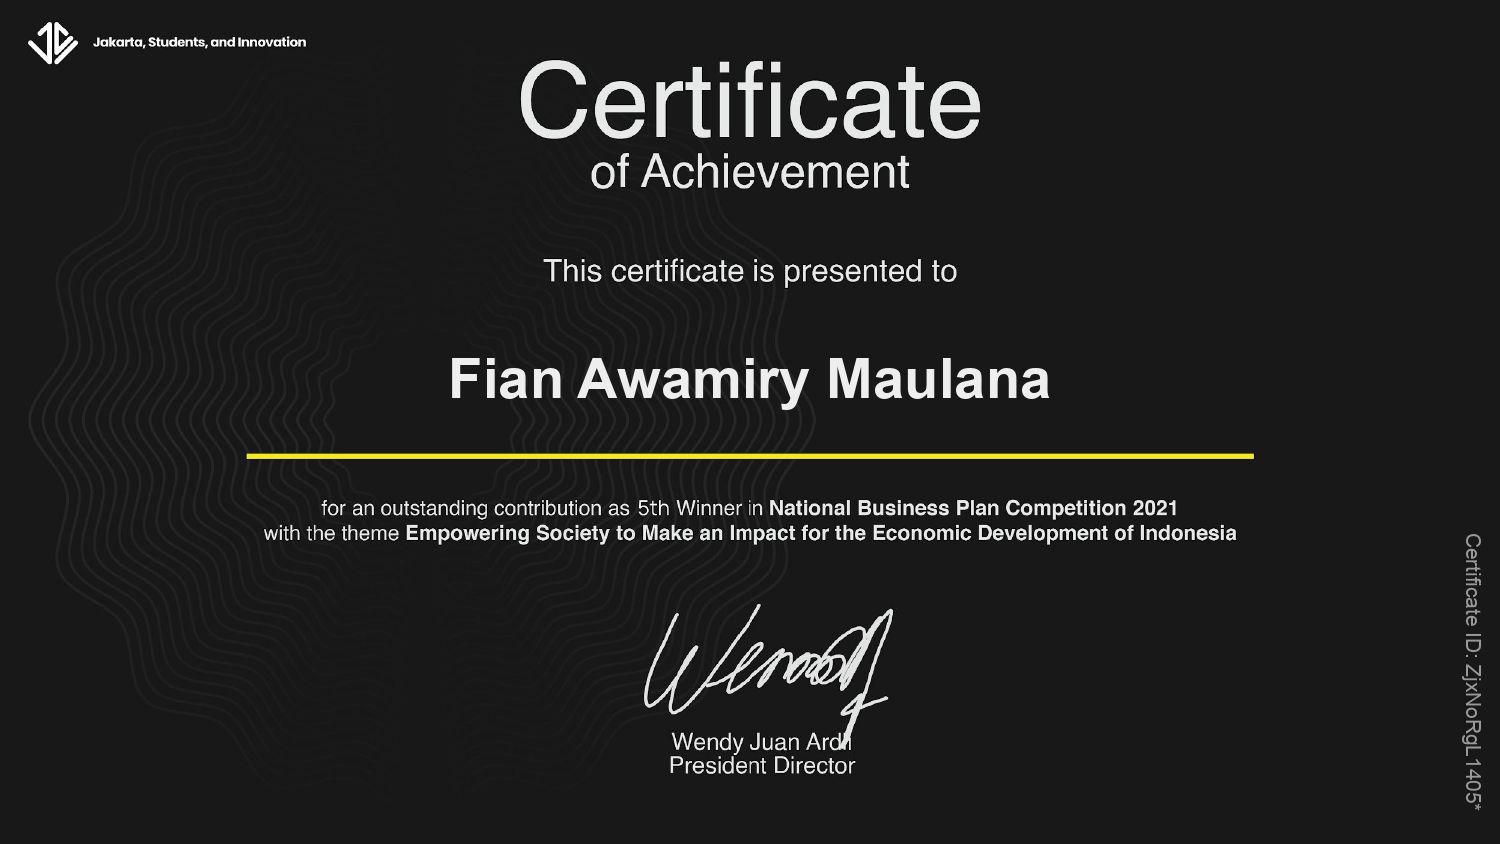 Jakarta, Students, and Innovation
Certificate
of Achievement
This certificate is presented to
Fian Awamiry Maulana
for an outstanding contribution as 5th Winner in National Business Plan Competition 2021
with the theme Empowering Society to Make an Impact for the Economic Development of Indonesia
Wendy Juan Ardi
President Director
Certificate ID: ZjxNoRgL1405*